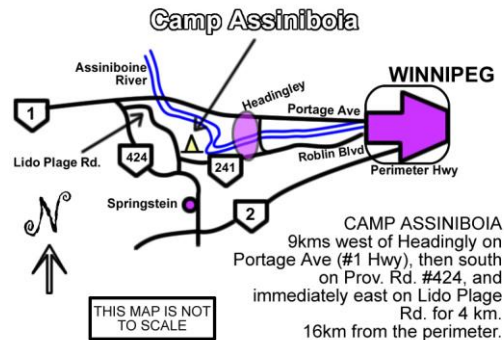 Camp Assiniboia
Assiniboine
River
Headingley
WINNIPEG
1
Portage Ave
Lido Plage Rd.
424
241
Roblin Blvd
Perimeter Hwy
Springstein
2
N
CAMP ASSINIBOIA
9kms west of Headingly on
Portage Ave (#1 Hwy), then south
on Prov. Rd. #424, and
immediately east on Lido Plage
Rd. for 4 km.
16km from the perimeter.
THIS MAP IS NOT
TO SCALE